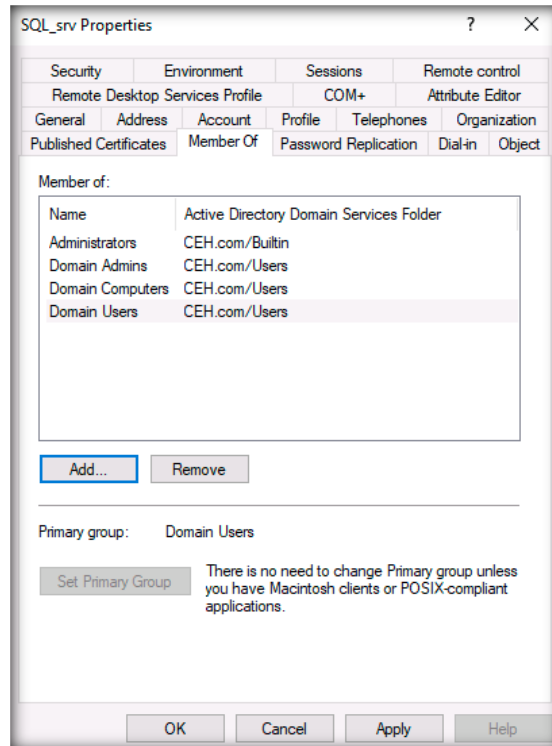 SQL_srv Properties ? ×
Security Environment Sessions Remote control
Remote Desktop Services Profile COM+ Attribute Editor
General Address Account Profile Telephones Organization
Published Certificates Member Of Password Replication Dial-in Object
Member of:
Name Active Directory Domain Services Folder
Administrators CEH.com/Builtin
Domain Admins CEH.com/Users
Domain Computers CEH.com/Users
Domain Users CEH.com/Users
Add... Remove
Primary group: Domain Users
Set Primary Group
There is no need to change Primary group unless
you have Macintosh clients or POSIX-compliant
applications.
OK Cancel Apply Help